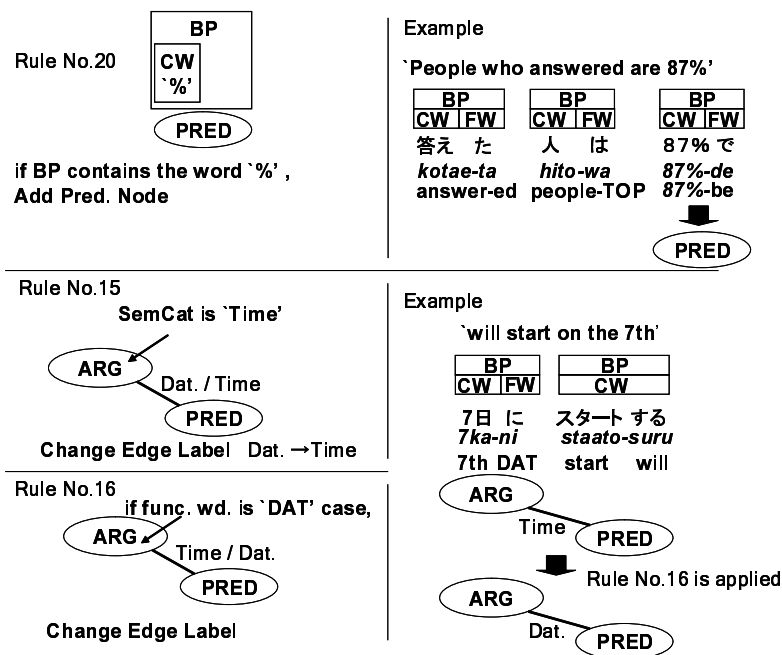 Rule No.20
BP
CW
`%’
PRED
if BP contains the word `%’ ,
Add Pred. Node
Example
`People who answered are 87%’
BP BP BP
CW FW CW FW CW FW
答え た 人 は 87% で
kotae-ta hito-wa 87%-de
answer-ed people-TOP 87%-be
PRED
Rule No.15
SemCat is `Time’
ARG
Dat. / Time
PRED
Change Edge Label Dat. →Time
Rule No.16
if func. wd. is `DAT’ case,
ARG
Time / Dat.
PRED
Change Edge Label
Example
`will start on the 7th’
BP BP
CW FW CW
7日 に スタート する
7ka-ni staato-suru
7th DAT start will
ARG
Time
PRED
Rule No.16 is applied
ARG
Dat.
PRED